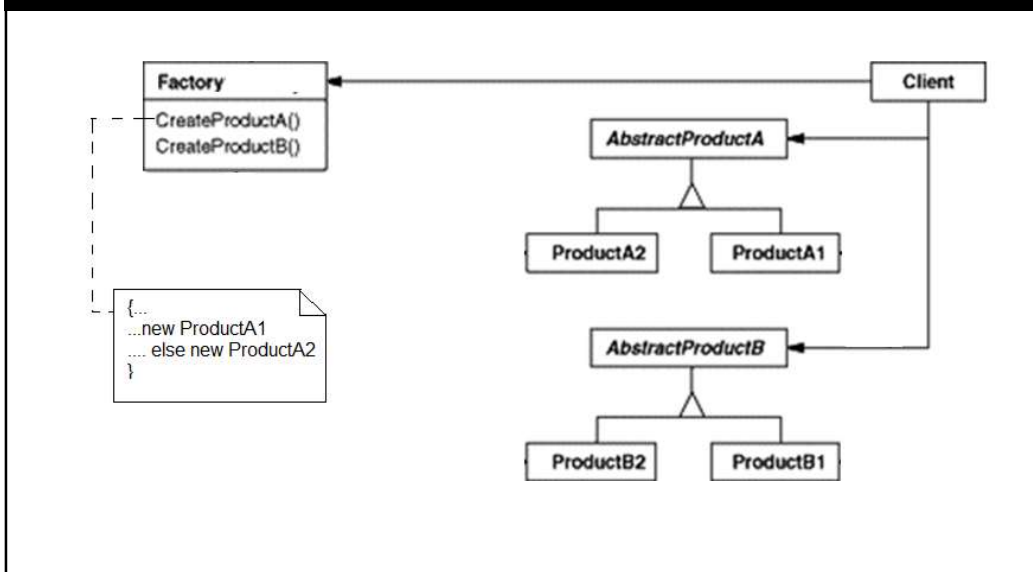 Factory
Client
CreateProductA()
CreateProductB()
AbstractProductA
ProductA2
ProductA1
{...
...new ProductA1
.... else new ProductA2
}
AbstractProductB
ProductB2
ProductB1